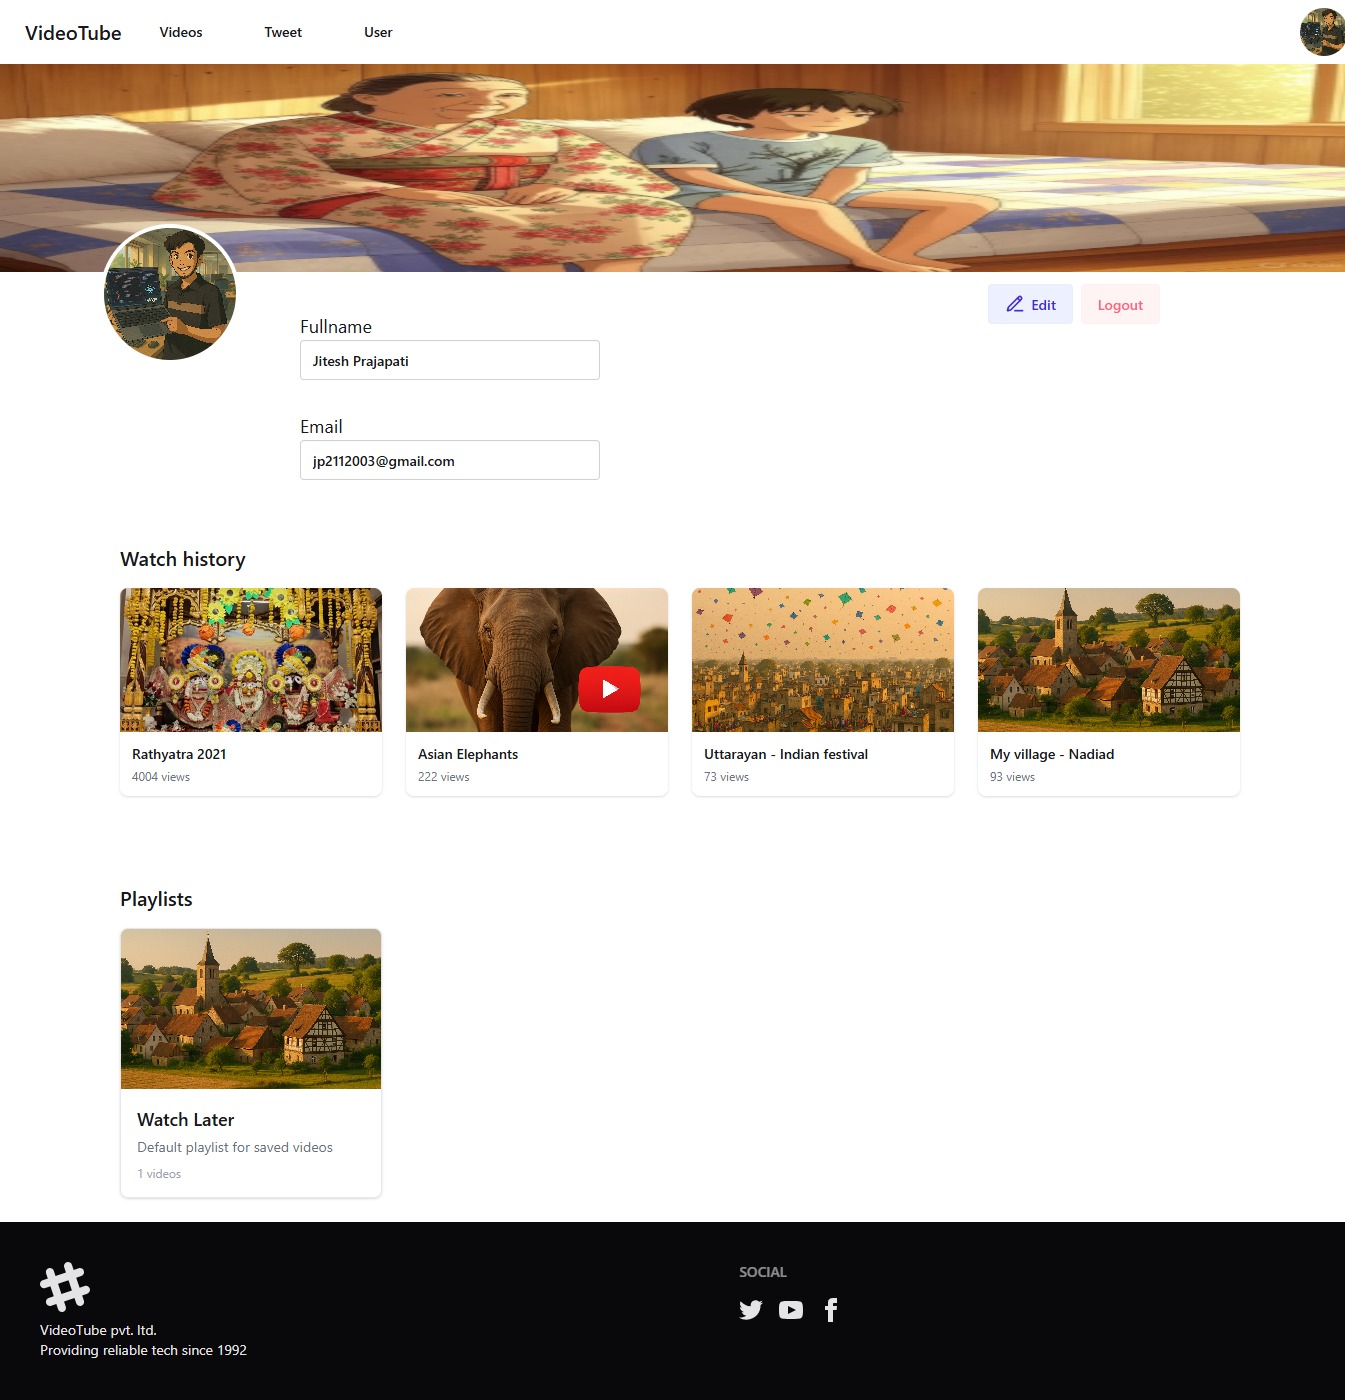 VideoTube
Videos
Tweet
User
Edit
Logout
Fullname
Jitesh Prajapati
Email
jp2112003@gmail.com
Watch history
Rathyatra 2021
4004 views
Asian Elephants
222 views
Uttarayan - Indian festival
73 views
My village - Nadiad
93 views
Playlists
Watch Later
Default playlist for saved videos
1 videos
VideoTube pvt. ltd.
Providing reliable tech since 1992
SOCIAL